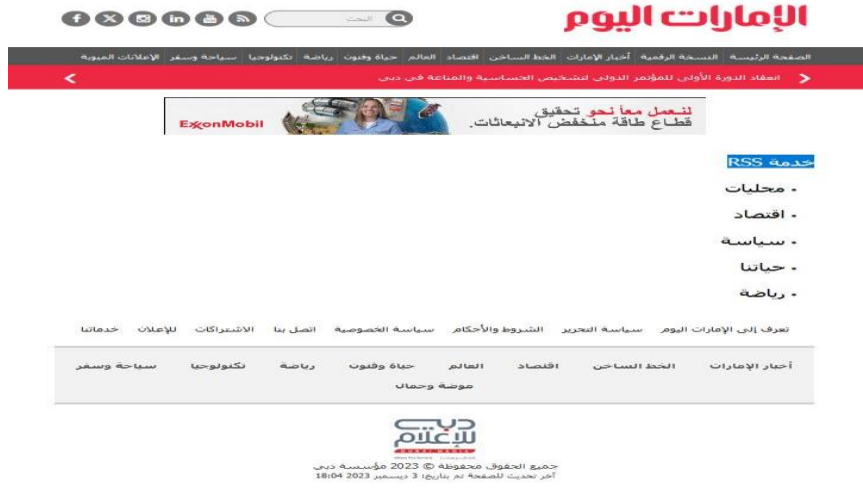 الإمارات اليوم
البحث
الصفحة الرئيسة النسخة الرقمية أخبار الإمارات الخط الساخن اقتصاد العالم حياة وفنون رياضة تكنولوجيا سياحة وسفر الإعلانات المبوبة
انعقاد الدورة الأولى للمؤتمر الدولي لتشخيص الحساسية والمناعة في دبي
لنعمل معاً نحو تحقيق
قطاع طاقة منخفض الانبعاثات.
ExxonMobil
خدمة RSS
محليات
اقتصاد
سياسة
حياتنا
رياضة
تعرف إلى الإمارات اليوم سياسة التحرير الشروط والأحكام سياسة الخصوصية اتصل بنا الاشتراكات للإعلان خدماتنا
أخبار الإمارات الخط الساخن اقتصاد العالم حياة وفنون رياضة تكنولوجيا سياحة وسفر
موضة وجمال
دبي
للإعلام
DUBAI MEDIA
جميع الحقوق محفوظة © 2023 مؤسسة دبي
آخر تحديث للصفحة تم بتاريخ: 3 ديسمبر 2023 18:04